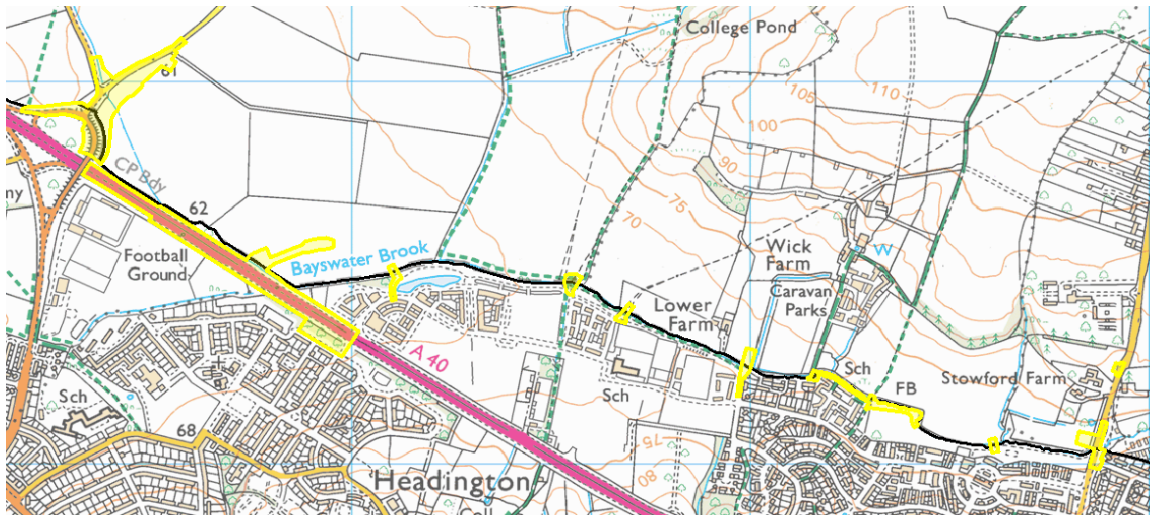 College Pond
61
105
110
100
CP Bdy
90
ny
62
75
70
Football
Ground
Bayswater Brook
Wick
Farm
W
Caravan
Parks
Lower
Farm
A 40
Sch
FB
Stowford Farm
Sch
Sch
68
75
80
Headington